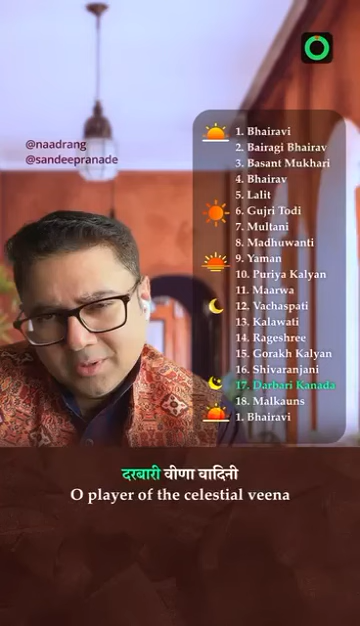 @naadrang
@sandeepranade
1. Bhairavi
2. Bairagi Bhairav
3. Basant Mukhari
4. Bhairav
5. Lalit
6. Gujri Todi
7. Multani
8. Madhuwanti
9. Yaman
10. Puriya Kalyan
11. Maarwa
12. Vachaspati
13. Kalawati
14. Rageshree
15. Gorakh Kalyan
16. Shivaranjani
17. Darbari Kanada
18. Malkauns
1. Bhairavi
दरबारी वीणा वादिनी
O player of the celestial veena